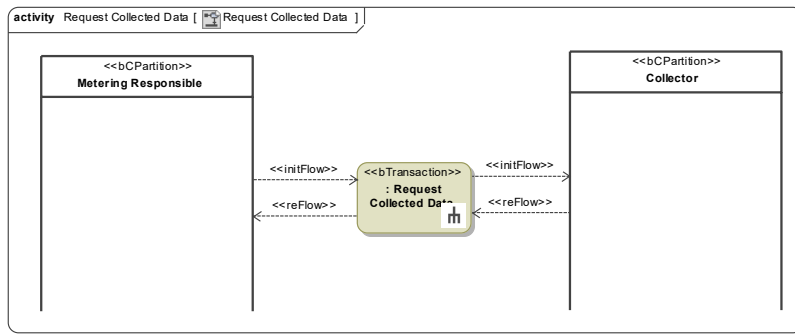 activity Request Collected Data [ Request Collected Data ]
<<bCPartition>>
Metering Responsible
<<bCPartition>>
Collector
<<initFlow>>
<<bTransaction>>
<<initFlow>>
: Request
Collected Data
<<reFlow>>
<<reFlow>>